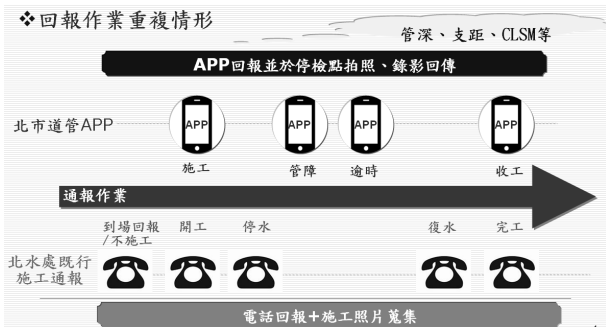 ❖回報作業重複情形
管深、支距、CLSM等
APP回報並於停檢點拍照、錄影回傳
北市道管APP
APP
APP
APP
APP
施工
管障
逾時
收工
通報作業
到場回報
/不施工
開工
停水
復水
完工
北水處既行
施工通報
電話回報+施工照片蒐集